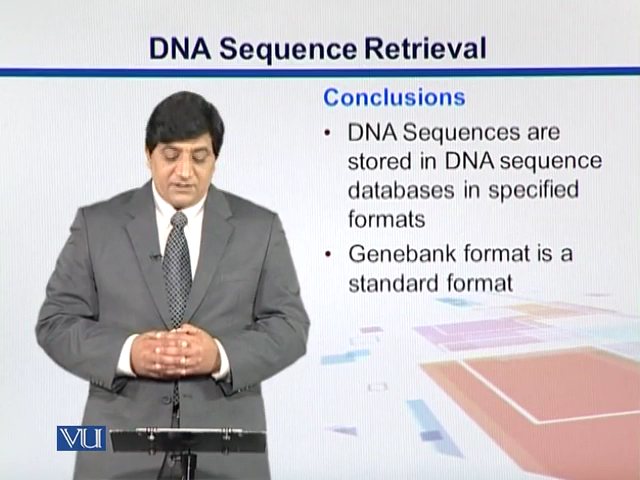 DNA Sequence Retrieval
Conclusions
• DNA Sequences are
stored in DNA sequence
databases in specified
formats
• Genebank format is a
standard format
VU